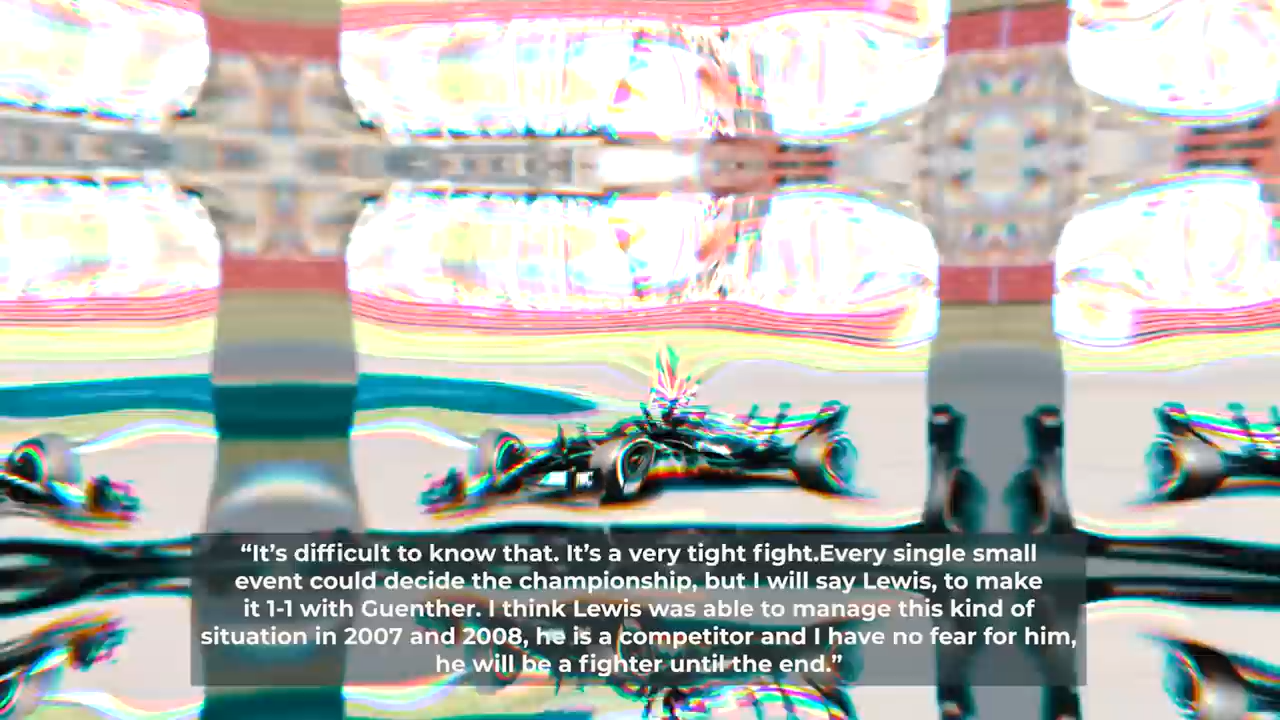 “It’s difficult to know that. It’s a very tight fight.Every single small
event could decide the championship, but I will say Lewis, to make
it 1-1 with Guenther. I think Lewis was able to manage this kind of
situation in 2007 and 2008, he is a competitor and I have no fear for him,
he will be a fighter until the end.”